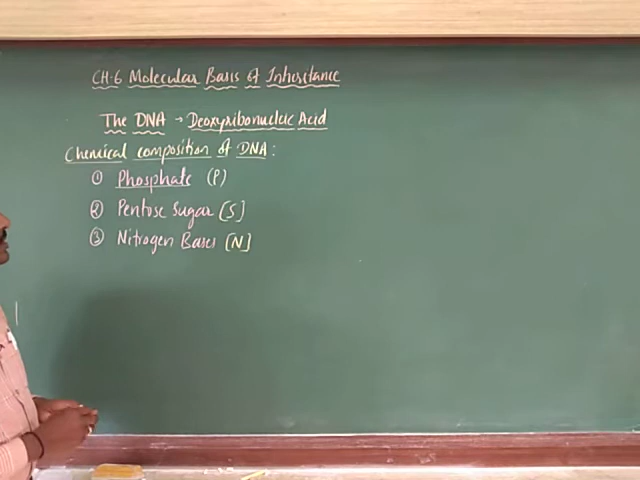 CH-6 Molecular Basis of Inheritance
The DNA → Deoxyribonucleic Acid
Chemical composition of DNA:
① Phosphate (P)
② Pentose Sugar [S]
③ Nitrogen Bases [N]